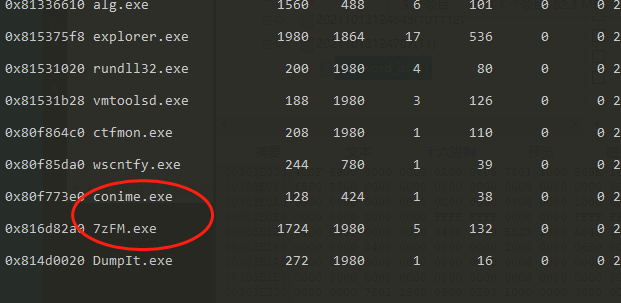 0x81336610 alg.exe 1560 488 6 101 0 0 2
0x815375f8 explorer.exe 1980 1864 17 536 0 0 2
0x81531020 rundll32.exe 200 1980 4 80 0 0 2
0x81531b28 vmtoolsd.exe 188 1980 3 126 0 0 2
0x80f864c0 ctfmon.exe 208 1980 1 110 0 0 2
0x80f85da0 wscntfy.exe 244 780 1 39 0 0 2
0x80f773e0 conime.exe 128 424 1 38 0 0 2
0x816d82a0 7zFM.exe 1724 1980 5 132 0 0 2
0x814d0020 DumpIt.exe 272 1980 1 16 0 0 2